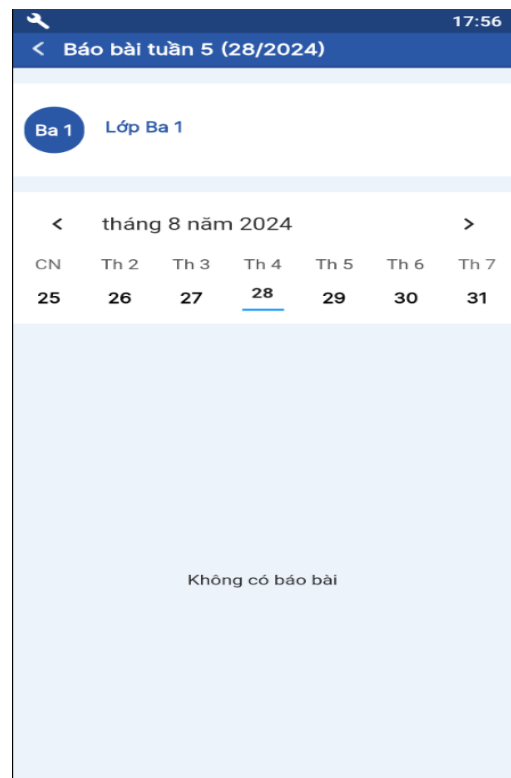 17:56
< Báo bài tuần 5 (28/2024)
Ba 1 Lớp Ba 1
< tháng 8 năm 2024 >
CN Th 2 Th 3 Th 4 Th 5 Th 6 Th 7
25 26 27 28 29 30 31
Không có báo bài